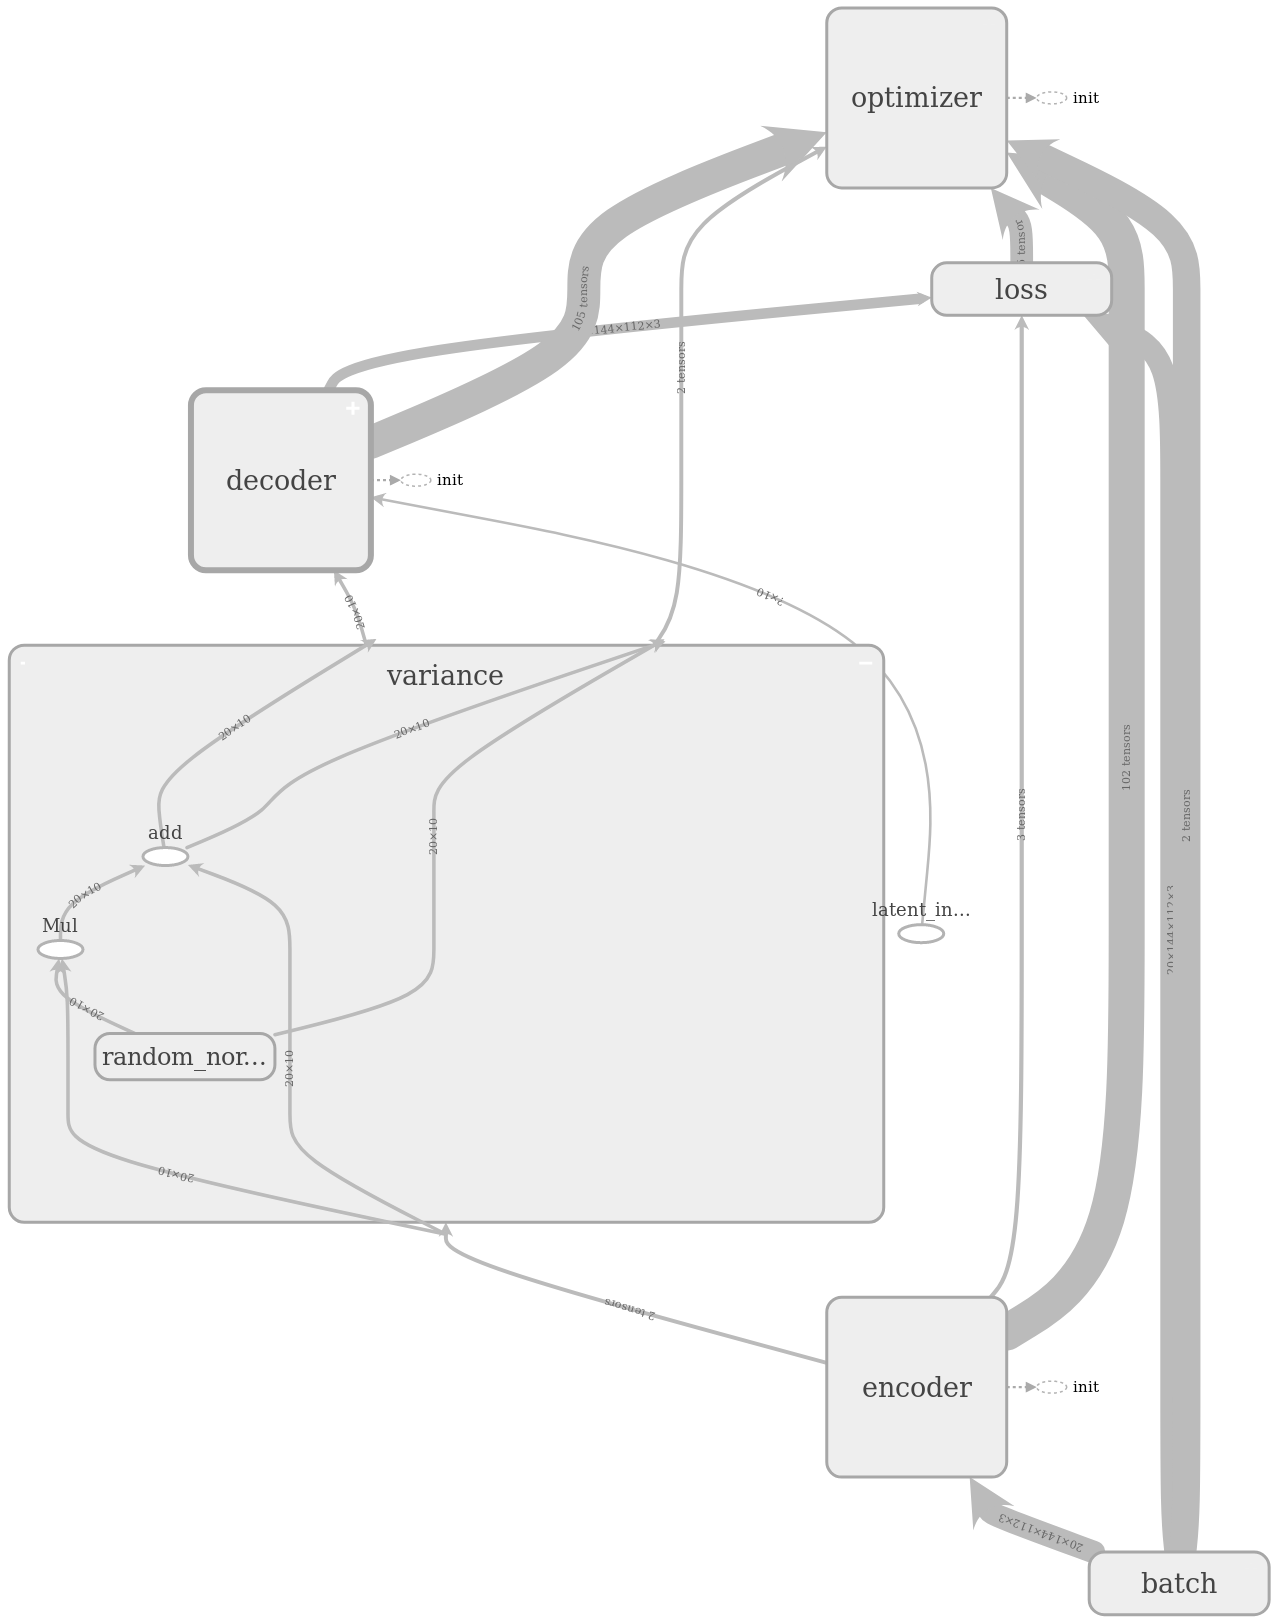 optimizer
init
5 tensor
loss
105 tensors
144×112×3
2 tensors
decoder
init
?×10
20×10
variance
20×10
20×10
102 tensors
2 tensors
3 tensors
20×10
add
20×10
Mul
latent_in...
20×144×112×3
20×10
random_nor...
20×10
20×10
2 tensors
encoder
init
20×144×112×3
batch